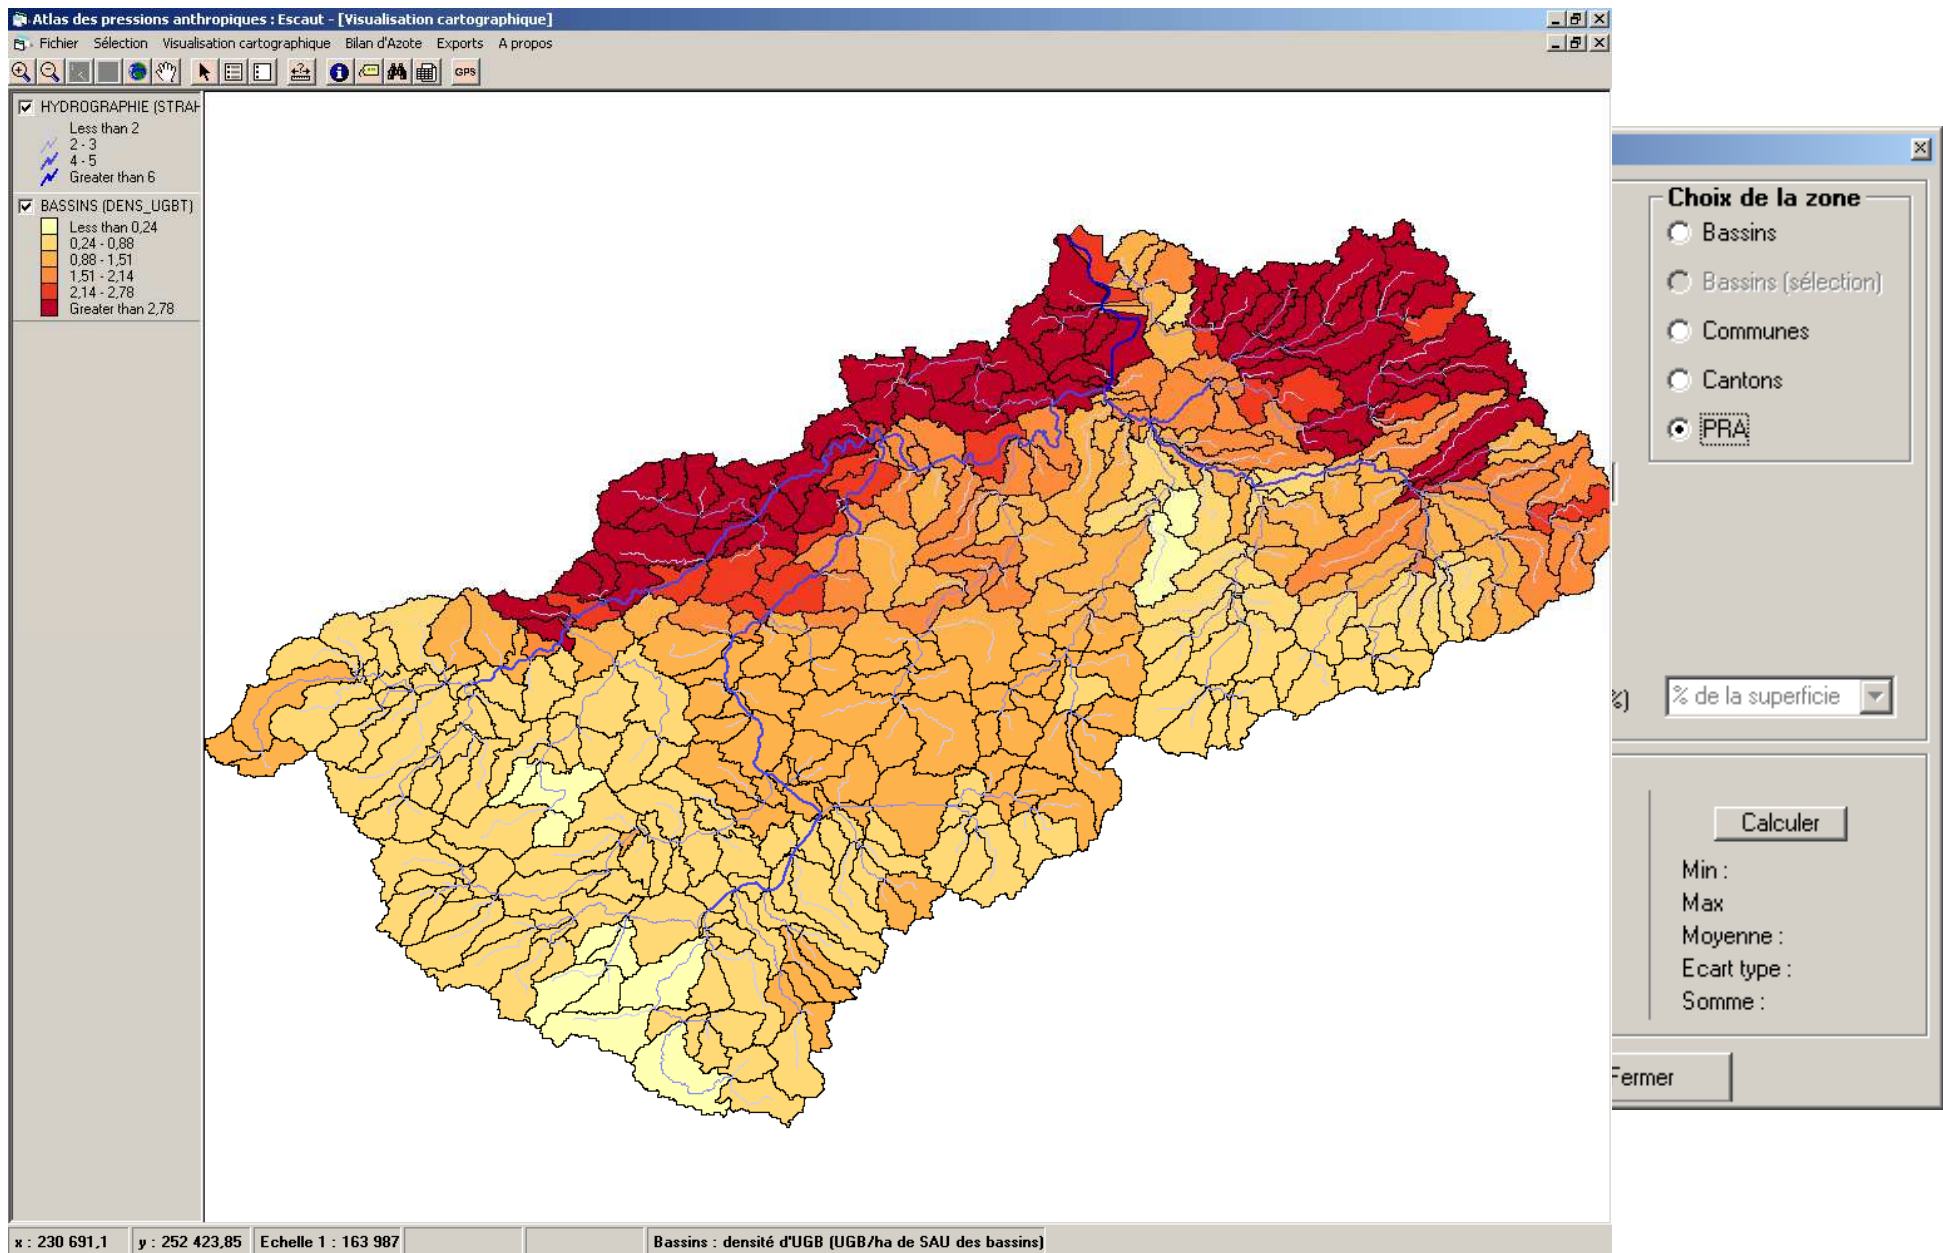 Atlas des pressions anthropiques : Escaut - [Visualisation cartographique]
Fichier Sélection Visualisation cartographique Bilan d'Azote Exports A propos
GPS
HYDROGRAPHIE (STRAH
Less than 2
2 - 3
4 - 5
Greater than 6
BASSINS (DENS_UGBT)
Less than 0,24
0,24 - 0,88
0,88 - 1,51
1,51 - 2,14
2,14 - 2,78
Greater than 2,78
Choix de la zone
Bassins
Bassins (sélection)
Communes
Cantons
PRA
%)
% de la superficie
Calculer
Min :
Max
Moyenne :
Ecart type :
Somme :
Fermer
x : 230 691,1 y : 252 423,85 Echelle 1 : 163 987 Bassins : densité d'UGB (UGB/ha de SAU des bassins)